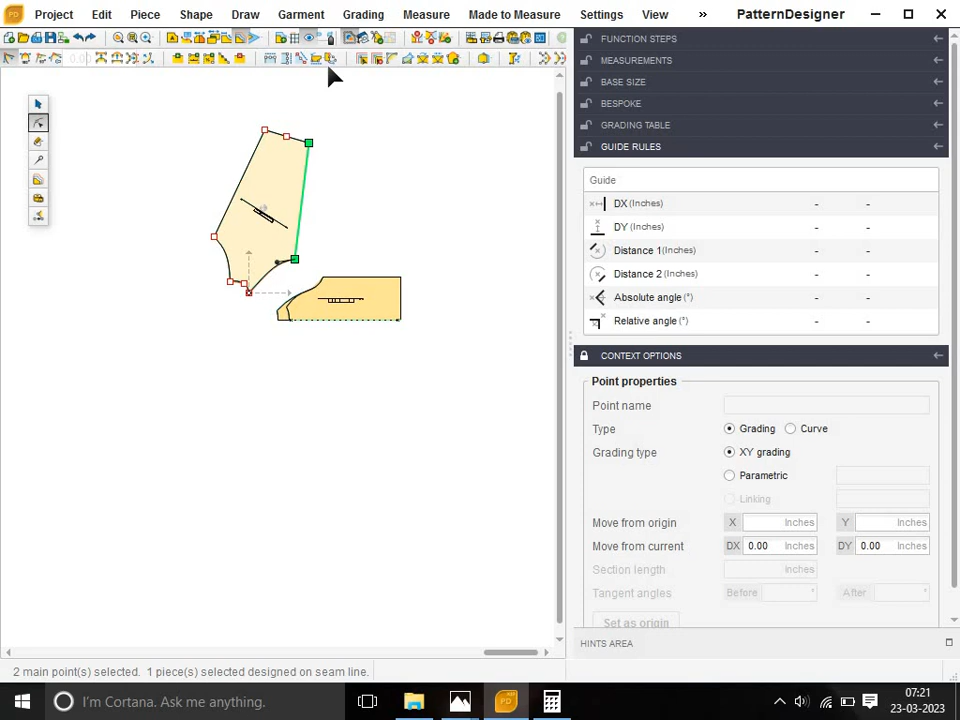 PD Project Edit Piece Shape Draw Garment Grading Measure Made to Measure Settings View » PatternDesigner
FUNCTION STEPS
MEASUREMENTS
BASE SIZE
BESPOKE
GRADING TABLE
GUIDE RULES
Guide
DX (Inches) - -
DY (Inches) - -
Distance 1(Inches) - -
Distance 2 (Inches) - -
Absolute angle (°) - -
Relative angle (°) - -
CONTEXT OPTIONS
Point properties
Point name
Type Grading Curve
Grading type XY grading
Parametric
Linking
Move from origin X Inches Y Inches
Move from current DX 0.00 Inches DY 0.00 Inches
Section length Inches
Tangent angles Before ° After °
Set as origin
HINTS AREA
2 main point(s) selected. 1 piece(s) selected designed on seam line.
I'm Cortana. Ask me anything.
07:21
23-03-2023